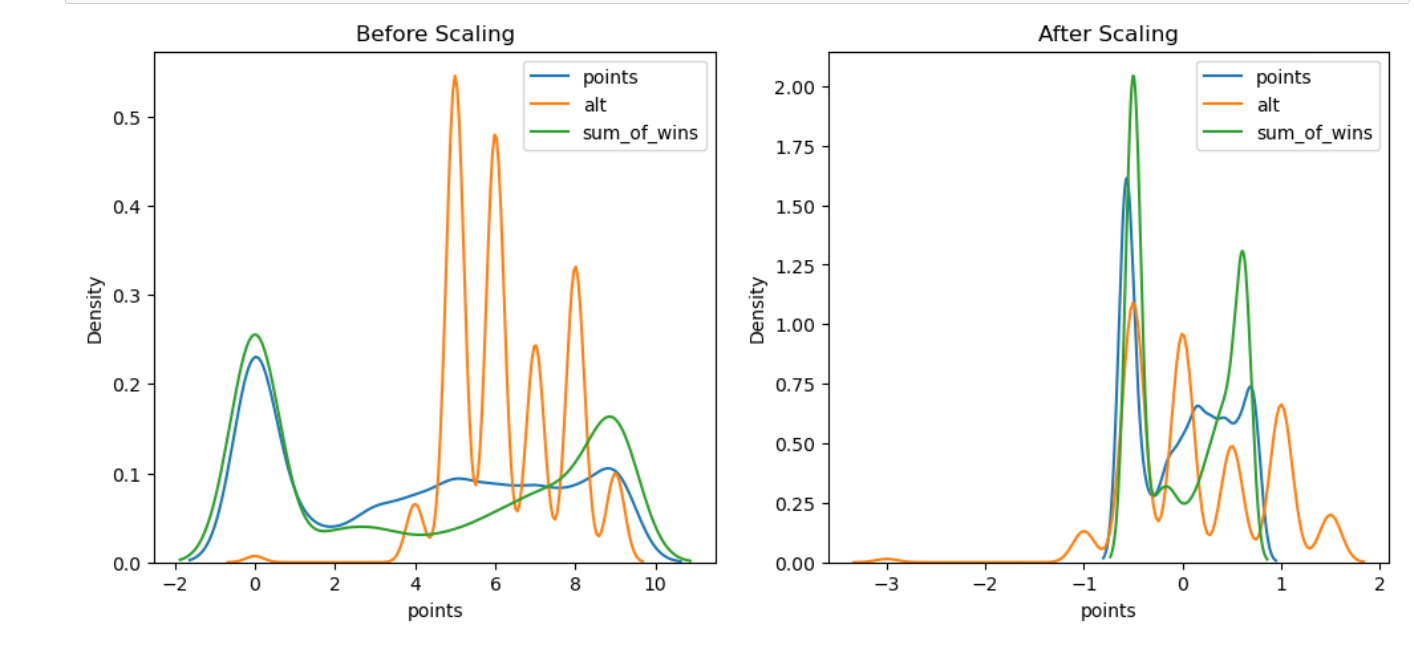 Before Scaling
points
alt
sum_of_wins
0.5
0.4
0.3
0.2
0.1
0.0
Density
−2
0
2
4
6
8
10
points
After Scaling
points
alt
sum_of_wins
2.00
1.75
1.50
1.25
1.00
0.75
0.50
0.25
0.00
Density
−3
−2
−1
0
1
2
points